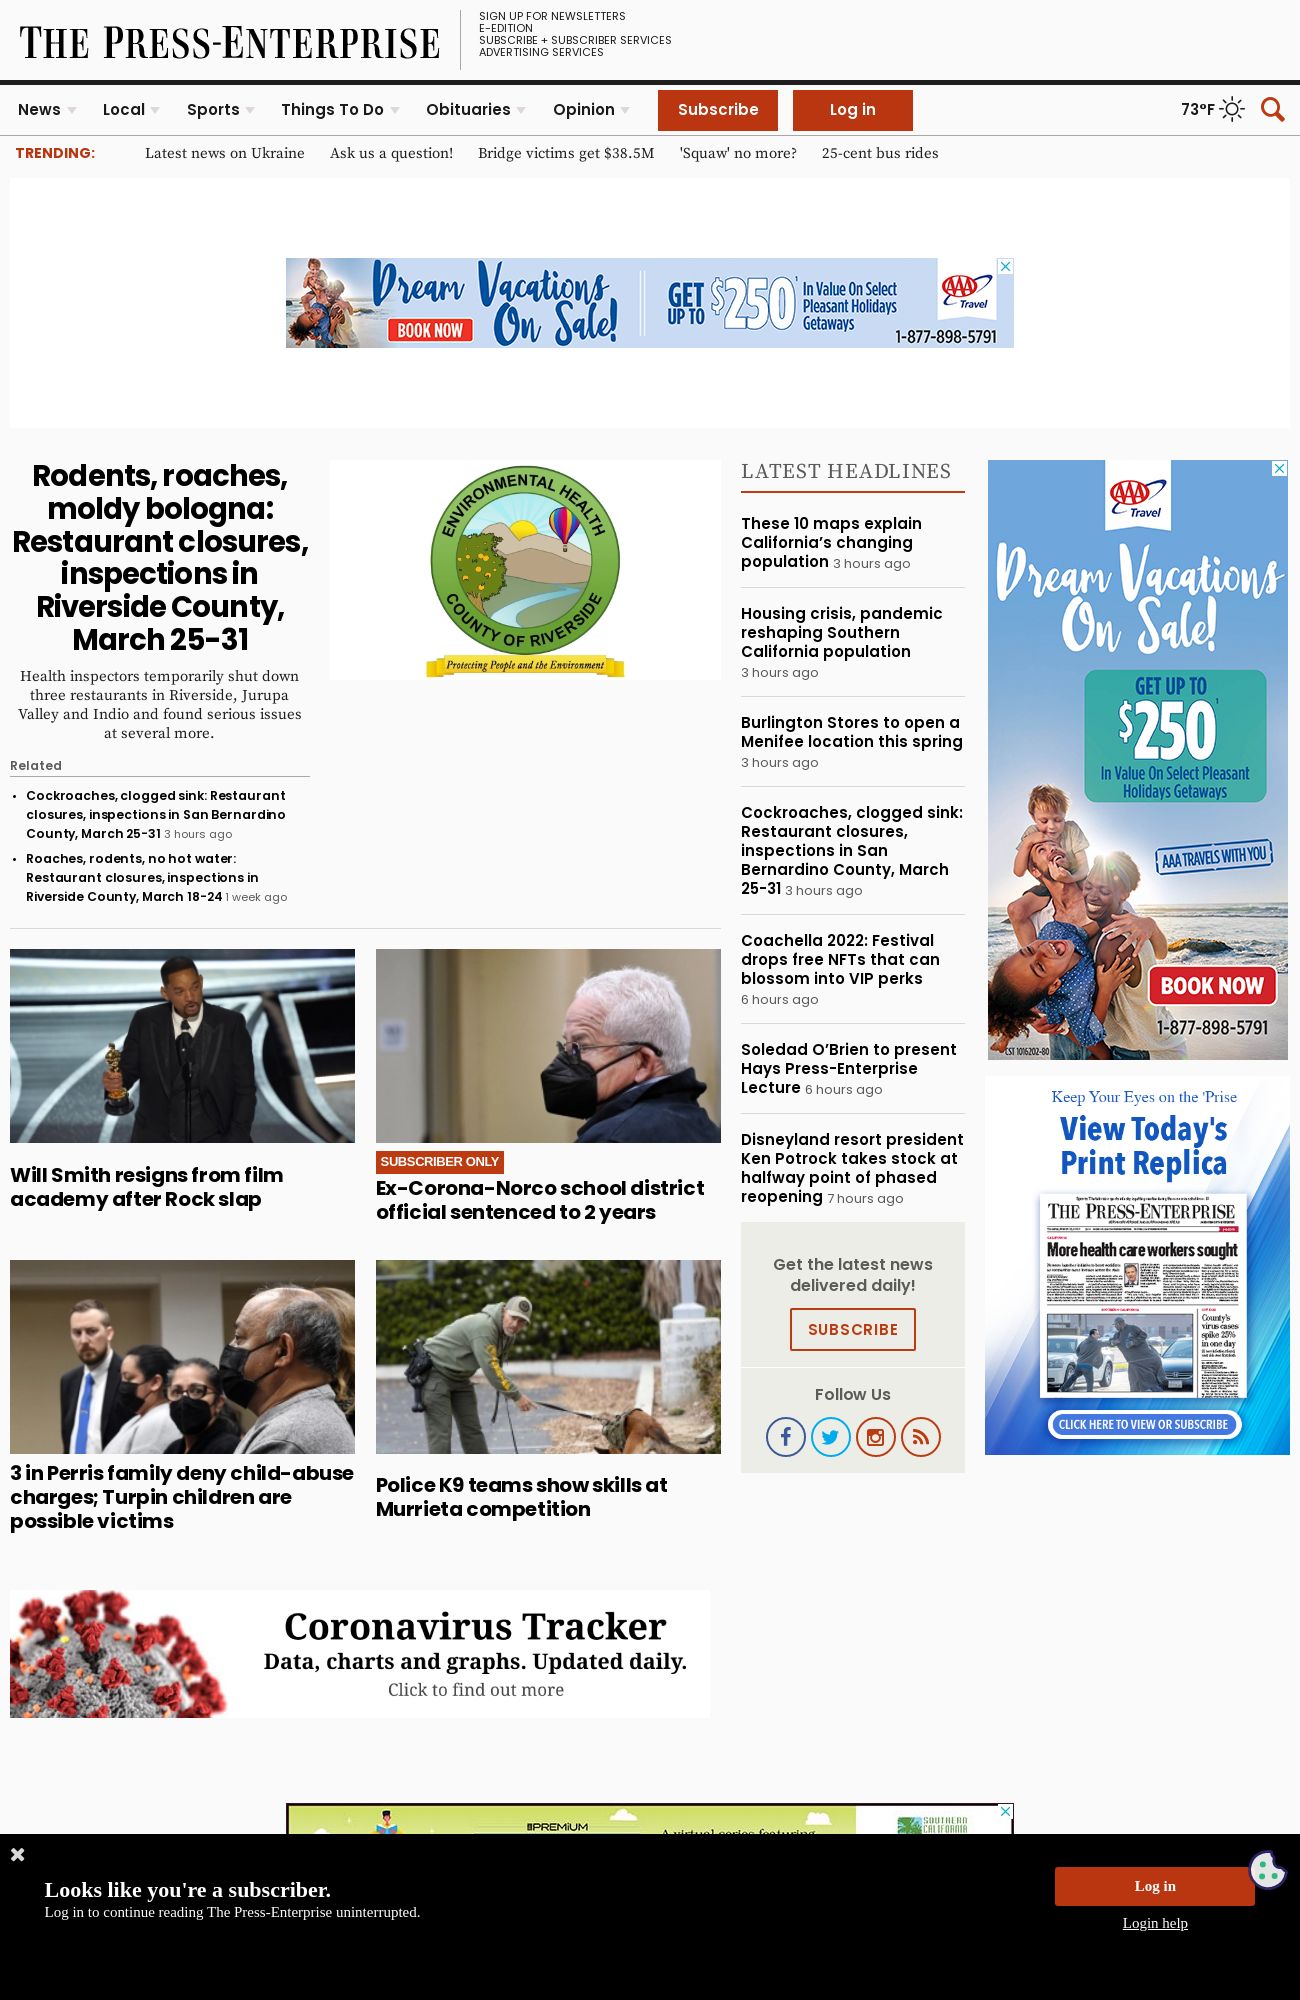 THE PRESS-ENTERPRISE
SIGN UP FOR NEWSLETTERS
E-EDITION
SUBSCRIBE + SUBSCRIBER SERVICES
ADVERTISING SERVICES
News
Local
Sports
Things To Do
Obituaries
Opinion
Subscribe
Log in
73°F
TRENDING:
Latest news on Ukraine
Ask us a question!
Bridge victims get $38.5M
'Squaw' no more?
25-cent bus rides
Dream Vacations
On Sale!
BOOK NOW
GET
UP TO
$250
In Value On Select
Pleasant Holidays
Getaways
AAA
Travel
1-877-898-5791
Rodents, roaches,
moldy bologna:
Restaurant closures,
inspections in
Riverside County,
March 25-31
Health inspectors temporarily shut down
three restaurants in Riverside, Jurupa
Valley and Indio and found serious issues
at several more.
Related
• Cockroaches, clogged sink: Restaurant
closures, inspections in San Bernardino
County, March 25-31 3 hours ago
• Roaches, rodents, no hot water:
Restaurant closures, inspections in
Riverside County, March 18-24 1 week ago
ENVIRONMENTAL HEALTH
COUNTY OF RIVERSIDE
Protecting People and the Environment
Will Smith resigns from film
academy after Rock slap
SUBSCRIBER ONLY
Ex-Corona-Norco school district
official sentenced to 2 years
3 in Perris family deny child-abuse
charges; Turpin children are
possible victims
Police K9 teams show skills at
Murrieta competition
LATEST HEADLINES
These 10 maps explain
California's changing
population 3 hours ago
Housing crisis, pandemic
reshaping Southern
California population
3 hours ago
Burlington Stores to open a
Menifee location this spring
3 hours ago
Cockroaches, clogged sink:
Restaurant closures,
inspections in San
Bernardino County, March
25-31 3 hours ago
Coachella 2022: Festival
drops free NFTs that can
blossom into VIP perks
6 hours ago
Soledad O'Brien to present
Hays Press-Enterprise
Lecture 6 hours ago
Disneyland resort president
Ken Potrock takes stock at
halfway point of phased
reopening 7 hours ago
Get the latest news
delivered daily!
SUBSCRIBE
Follow Us
AAA
Travel
Dream Vacations
On Sale!
GET UP TO
$250
In Value On Select Pleasant
Holidays Getaways
AAA TRAVELS WITH YOU
BOOK NOW
1-877-898-5791
CST 1016202-80
Keep Your Eyes on the 'Prise
View Today's
Print Replica
THE PRESS-ENTERPRISE
More health care workers sought
County's
virus cases
spike 25%
in one day
CLICK HERE TO VIEW OR SUBSCRIBE
Coronavirus Tracker
Data, charts and graphs. Updated daily.
Click to find out more
PREMIUM
A virtual series featuring
SOUTHERN
CALIFORNIA
Looks like you're a subscriber.
Log in to continue reading The Press-Enterprise uninterrupted.
Log in
Login help